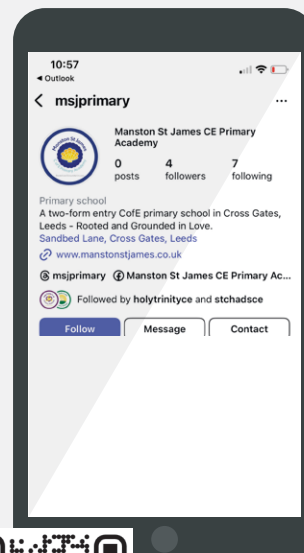 10:57
◄ Outlook
msjprimary
...
Manston St James CE Primary
Academy
0 4 7
posts followers following
Primary school
A two-form entry CofE primary school in Cross Gates,
Leeds - Rooted and Grounded in Love.
Sandbed Lane, Cross Gates, Leeds
www.manstonstjames.co.uk
msjprimary Manston St James CE Primary Ac...
Followed by holytrinityce and stchadsce
Follow Message Contact